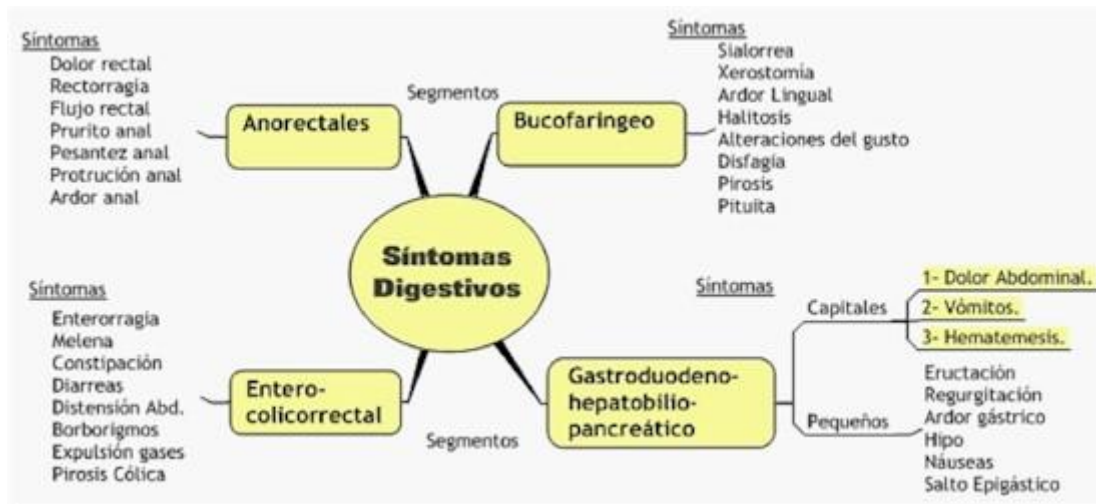 Síntomas
Dolor rectal
Rectorragia
Flujo rectal
Prurito anal
Pesantez anal
Protrución anal
Ardor anal
Anorectales
Segmentos
Bucofaríngeo
Síntomas
Sialorrea
Xerostomía
Ardor Lingual
Halitosis
Alteraciones del gusto
Disfagia
Pirosis
Pituita
Síntomas
Digestivos
Síntomas
Enterorragia
Melena
Constipación
Diarreas
Distensión Abd.
Borborigmos
Expulsión gases
Pirosis Cólica
Entero-
colicorrectal
Segmentos
Gastroduodeno-
hepatobilio-
pancreático
Síntomas
Capitales
1- Dolor Abdominal.
2- Vómitos.
3- Hematemesis.
Pequeños
Eructación
Regurgitación
Ardor gástrico
Hipo
Náuseas
Salto Epigástico